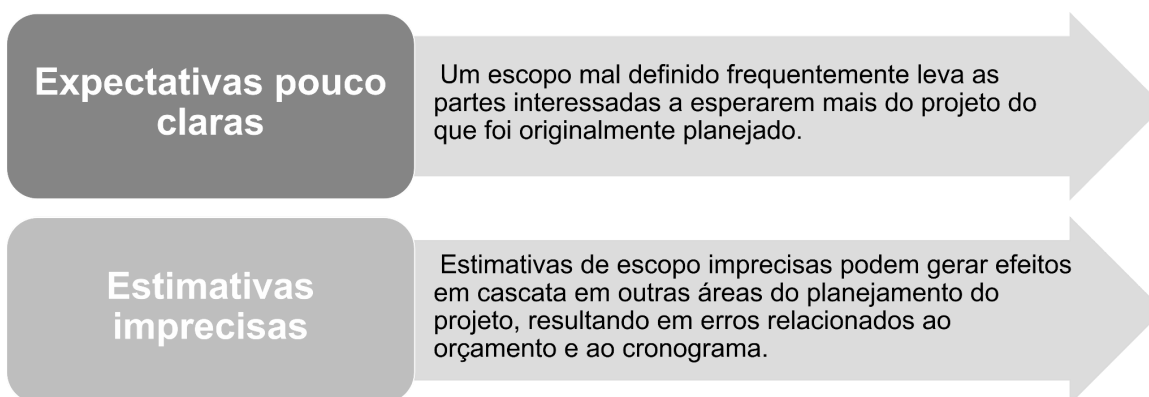 Expectativas pouco
claras
Um escopo mal definido frequentemente leva as
partes interessadas a esperarem mais do projeto do
que foi originalmente planejado.
Estimativas
imprecisas
Estimativas de escopo imprecisas podem gerar efeitos
em cascata em outras áreas do planejamento do
projeto, resultando em erros relacionados ao
orçamento e ao cronograma.